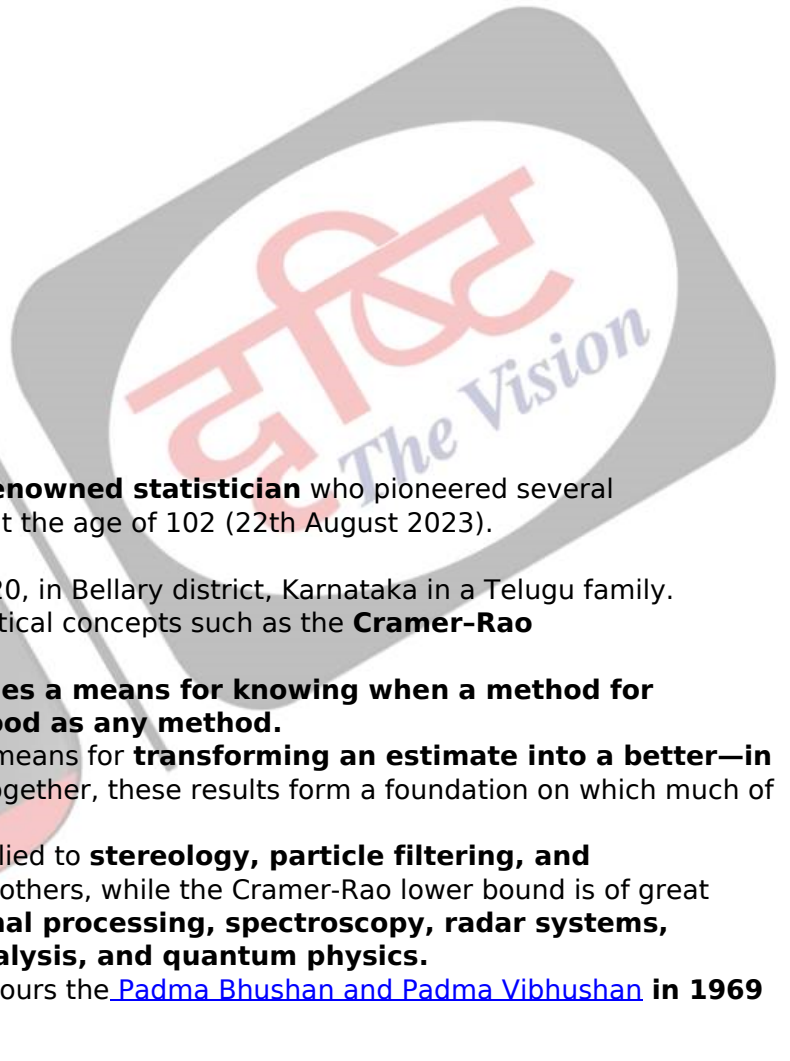 दृष्टि
The Vision
enowned statistician who pioneered several
t the age of 102 (22th August 2023).
20, in Bellary district, Karnataka in a Telugu family.
tical concepts such as the Cramer–Rao
es a means for knowing when a method for
ood as any method.
means for transforming an estimate into a better—in
ogether, these results form a foundation on which much of
lied to stereology, particle filtering, and
others, while the Cramer-Rao lower bound is of great
nal processing, spectroscopy, radar systems,
alysis, and quantum physics.
ours the Padma Bhushan and Padma Vibhushan in 1969